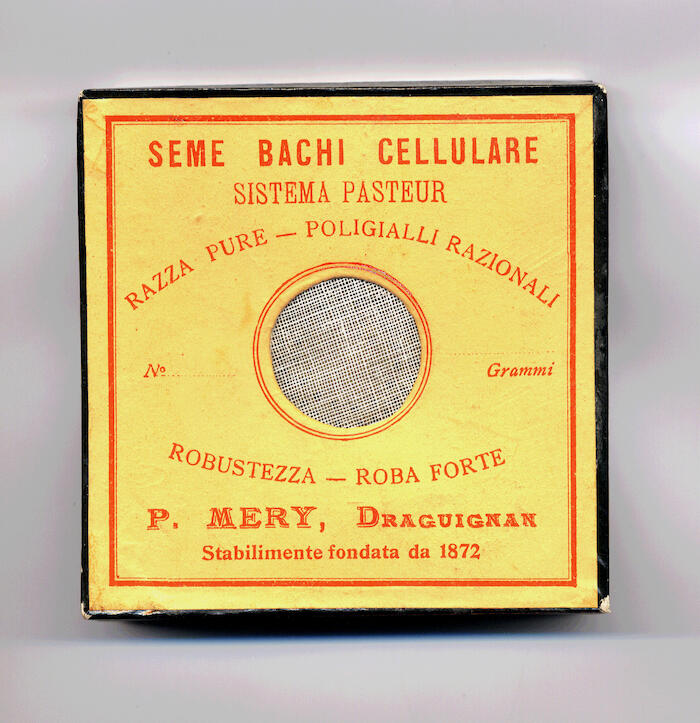 SEME BACHI CELLULARE
SISTEMA PASTEUR
RAZZA PURE — POLIGIALLI RAZIONALI
No
Grammi
ROBUSTEZZA — ROBA FORTE
P. MERY, DRAGUIGNAN
Stabilimente fondata da 1872